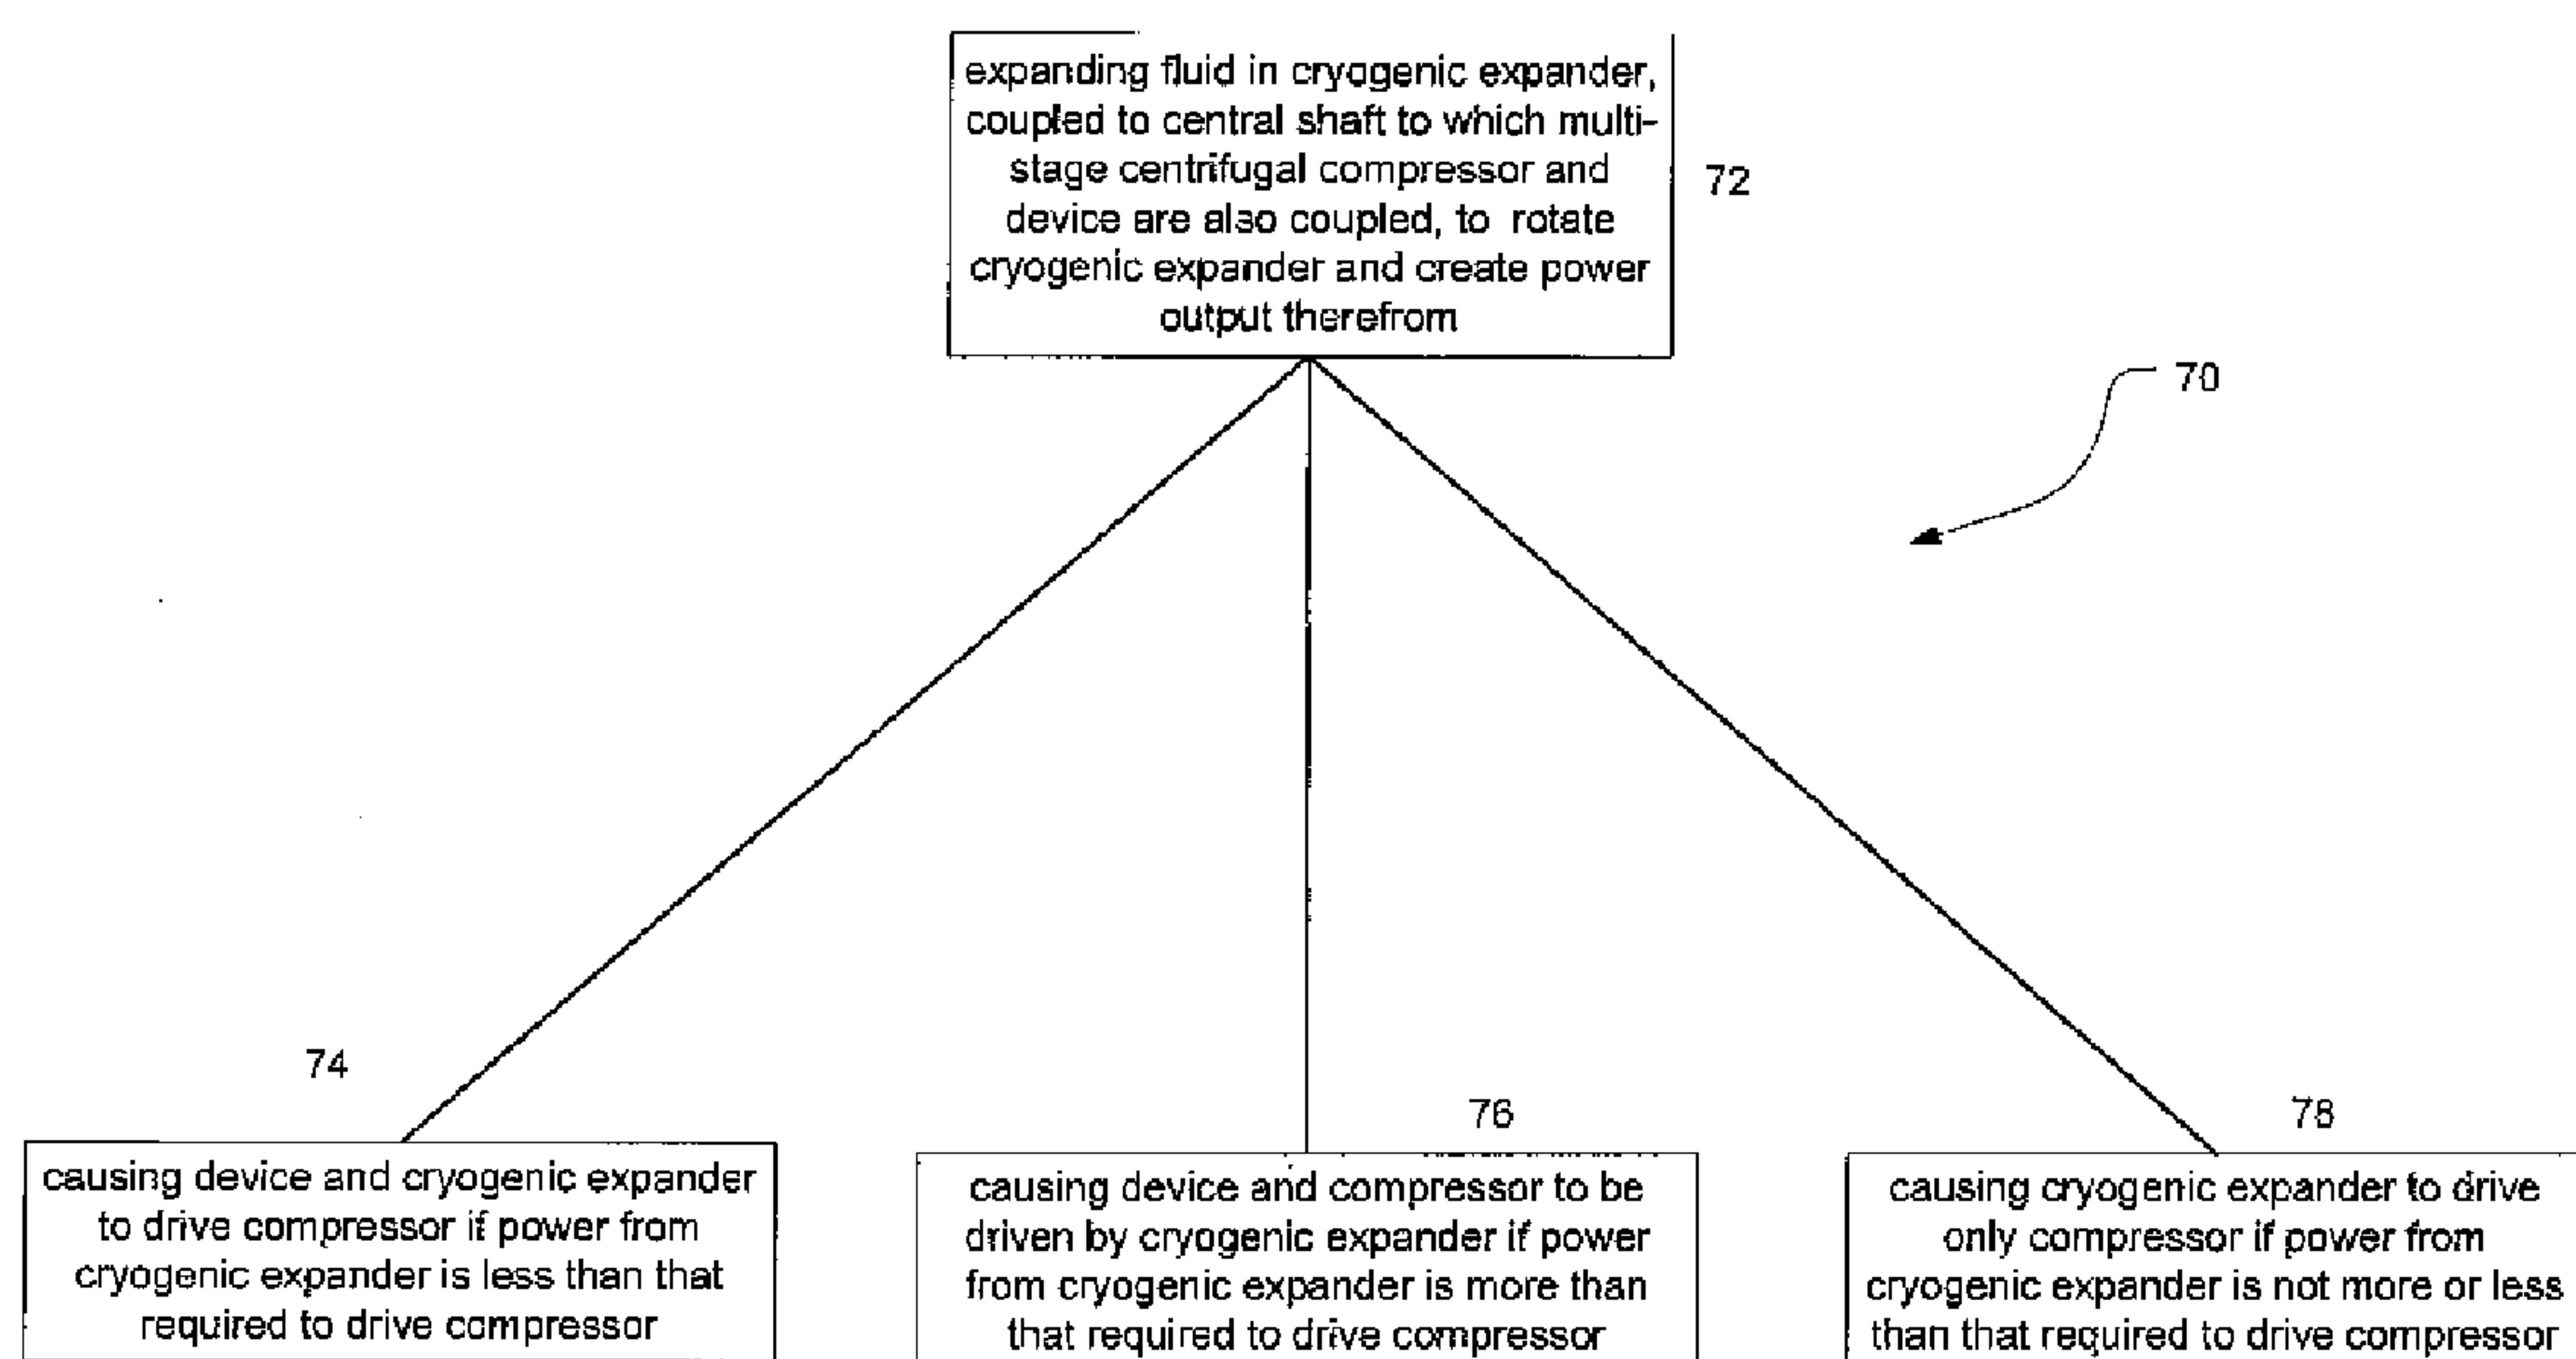 expanding fluid in cryogenic expander,
coupled to central shaft to which multi-
stage centrifugal compressor and
device are also coupled, to rotate
cryogenic expander and create power
output therefrom
72
70
74
causing device and cryogenic expander
to drive compressor if power from
cryogenic expander is less than that
required to drive compressor
76
causing device and compressor to be
driven by cryogenic expander if power
from cryogenic expander is more than
that required to drive compressor
78
causing cryogenic expander to drive
only compressor if power from
cryogenic expander is not more or less
than that required to drive compressor